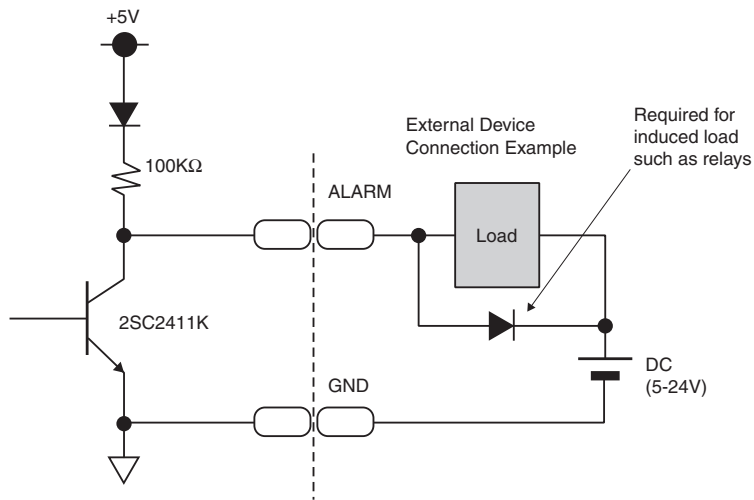 +5V
100KΩ
2SC2411K
ALARM
GND
External Device
Connection Example
Load
Required for
induced load
such as relays
DC
(5-24V)